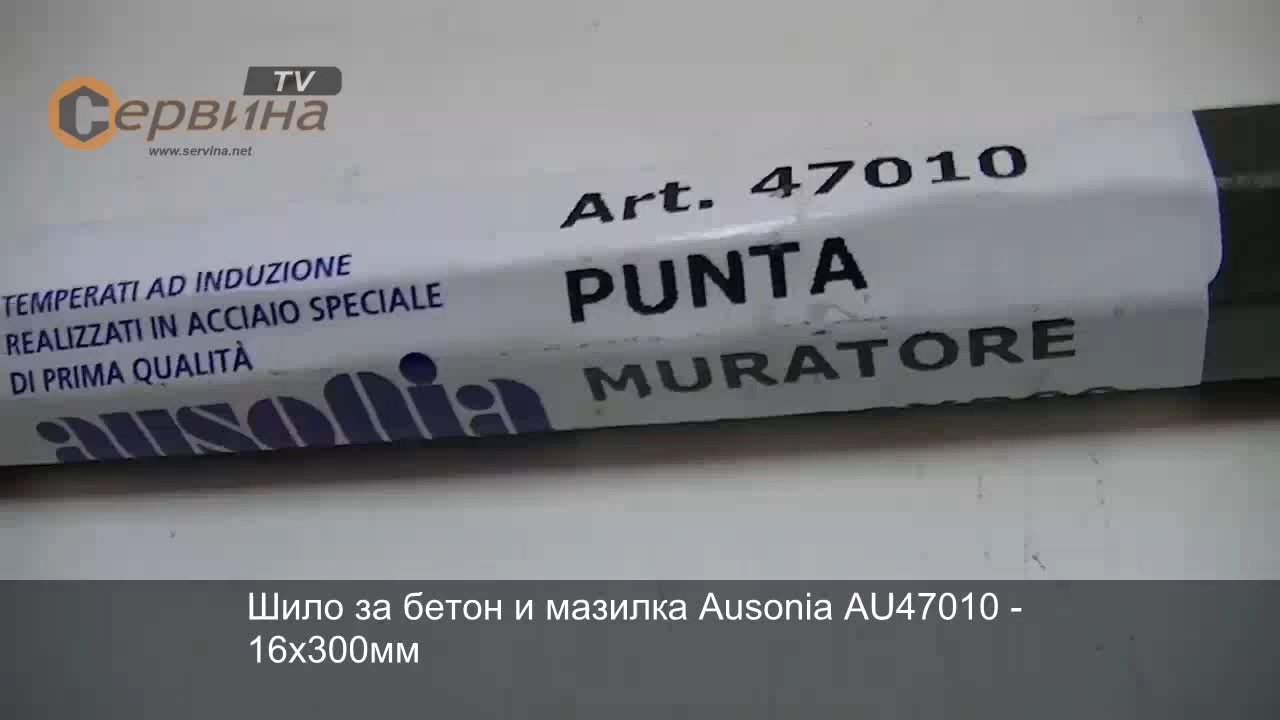 TV
Сервина
www.servina.net
Art. 47010
PUNTA
MURATORE
TEMPERATI AD INDUZIONE
REALIZZATI IN ACCIAIO SPECIALE
DI PRIMA QUALITÀ
ausonia
Шило за бетон и мазилка Ausonia AU47010 -
16x300мм